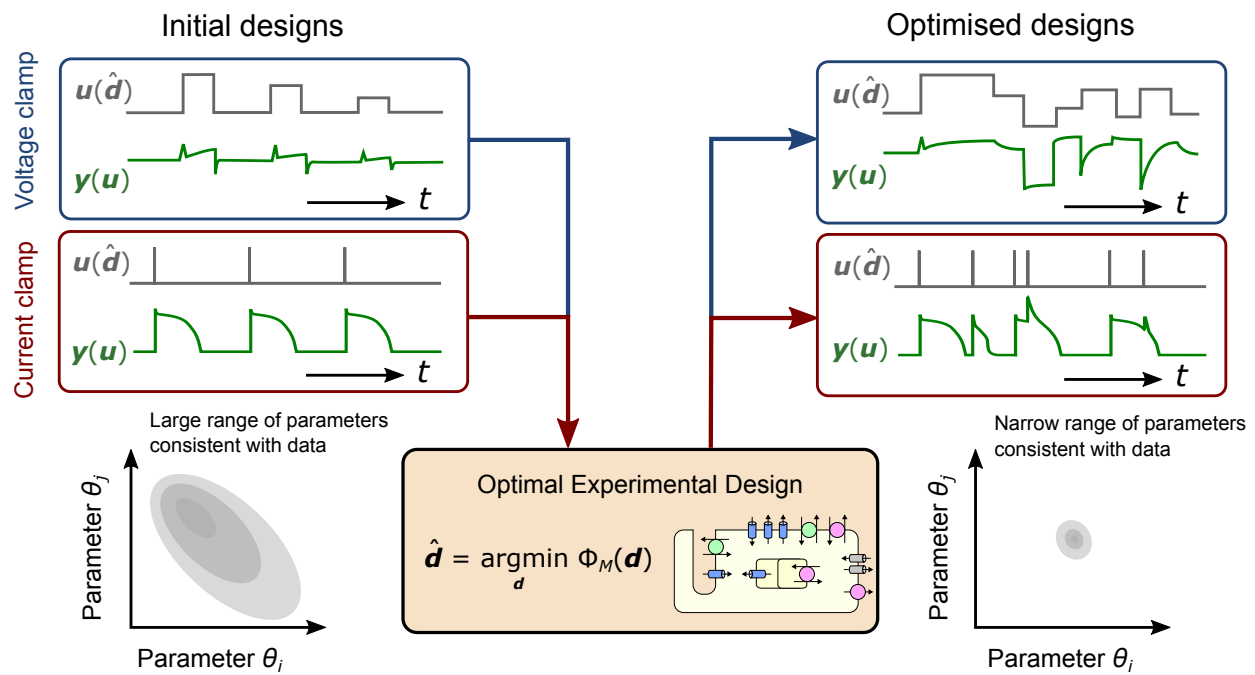 Initial designs
Optimised designs
Voltage clamp
u(d̂)
y(u)
t
u(d̂)
y(u)
t
Current clamp
u(d̂)
y(u)
t
u(d̂)
y(u)
t
Large range of parameters
consistent with data
Parameter θj
Parameter θi
Optimal Experimental Design
d̂ = argmin ΦM(d)
d
Narrow range of parameters
consistent with data
Parameter θj
Parameter θi